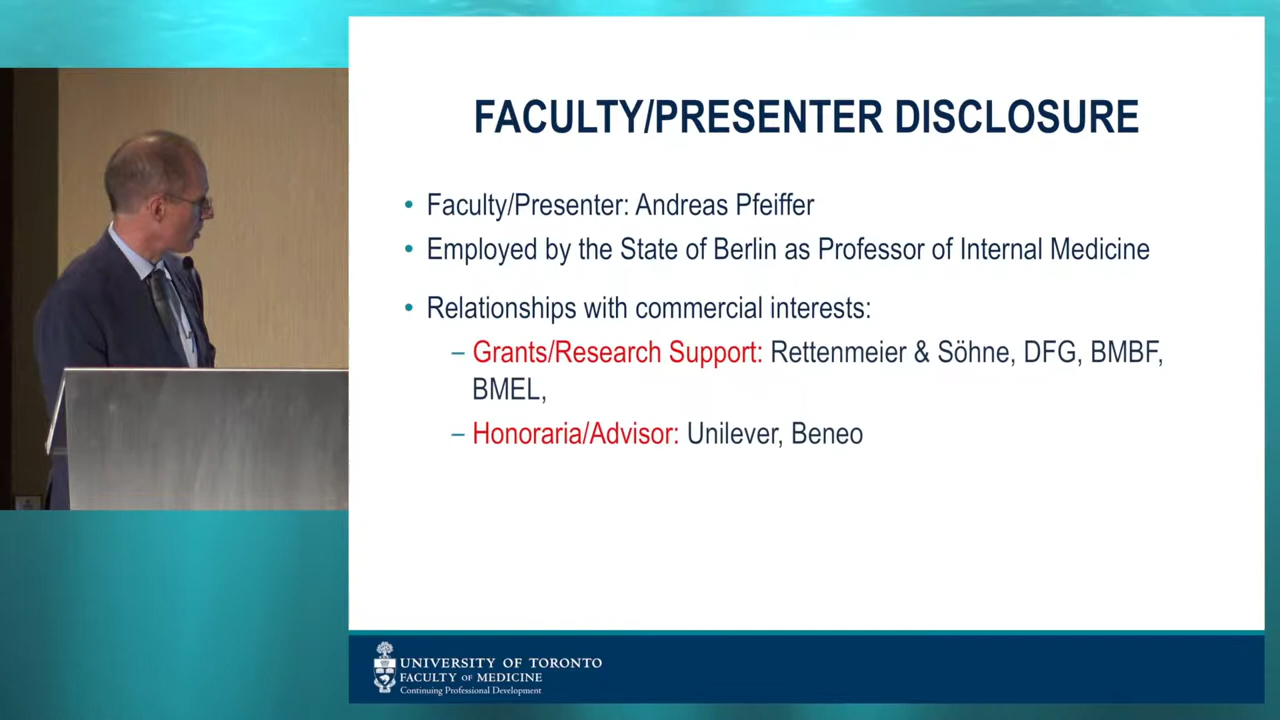 FACULTY/PRESENTER DISCLOSURE
• Faculty/Presenter: Andreas Pfeiffer
• Employed by the State of Berlin as Professor of Internal Medicine
• Relationships with commercial interests:
– Grants/Research Support: Rettenmeier & Söhne, DFG, BMBF,
BMEL,
– Honoraria/Advisor: Unilever, Beneo
UNIVERSITY OF TORONTO
FACULTY OF MEDICINE
Continuing Professional Development